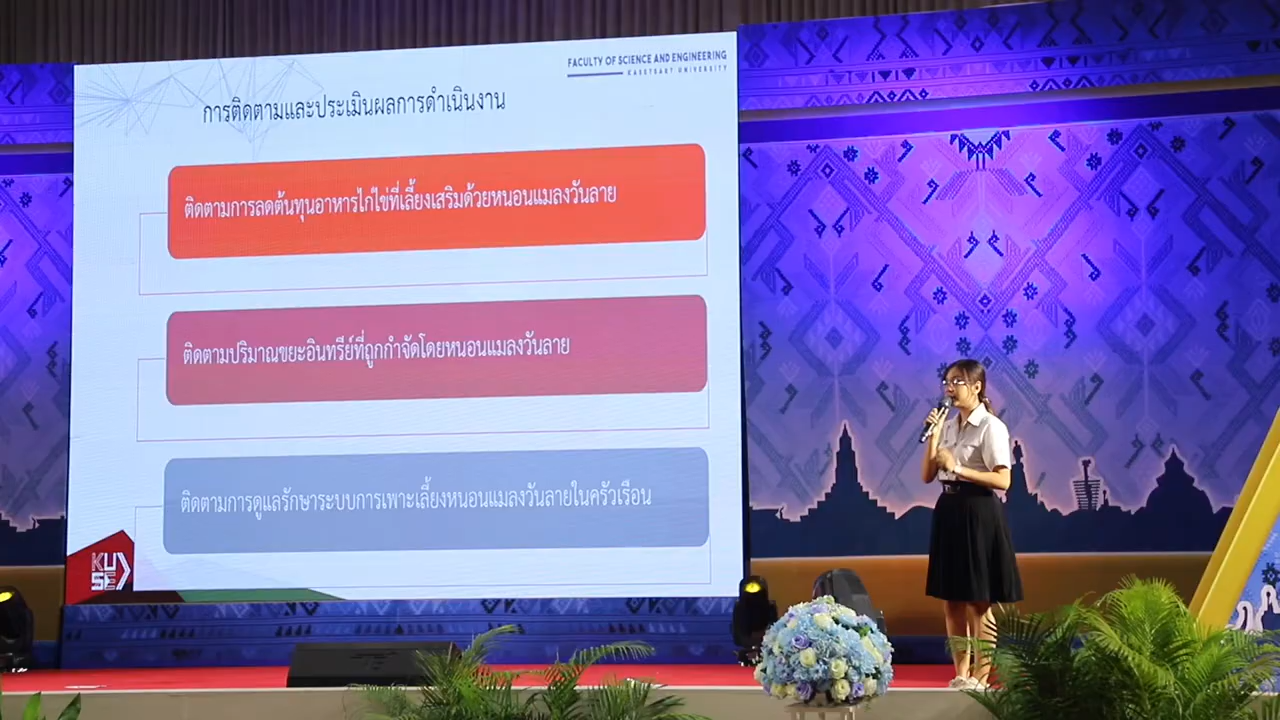 FACULTY OF SCIENCE AND ENGINEERING
KASETSART UNIVERSITY
การติดตามและประเมินผลการดำเนินงาน
ติดตามการลดต้นทุนอาหารไก่ไข่ที่เลี้ยงเสริมด้วยหนอนแมลงวันลาย
ติดตามปริมาณขยะอินทรีย์ที่ถูกกำจัดโดยหนอนแมลงวันลาย
ติดตามการดูแลรักษาระบบการเพาะเลี้ยงหนอนแมลงวันลายในครัวเรือน
KU
SE